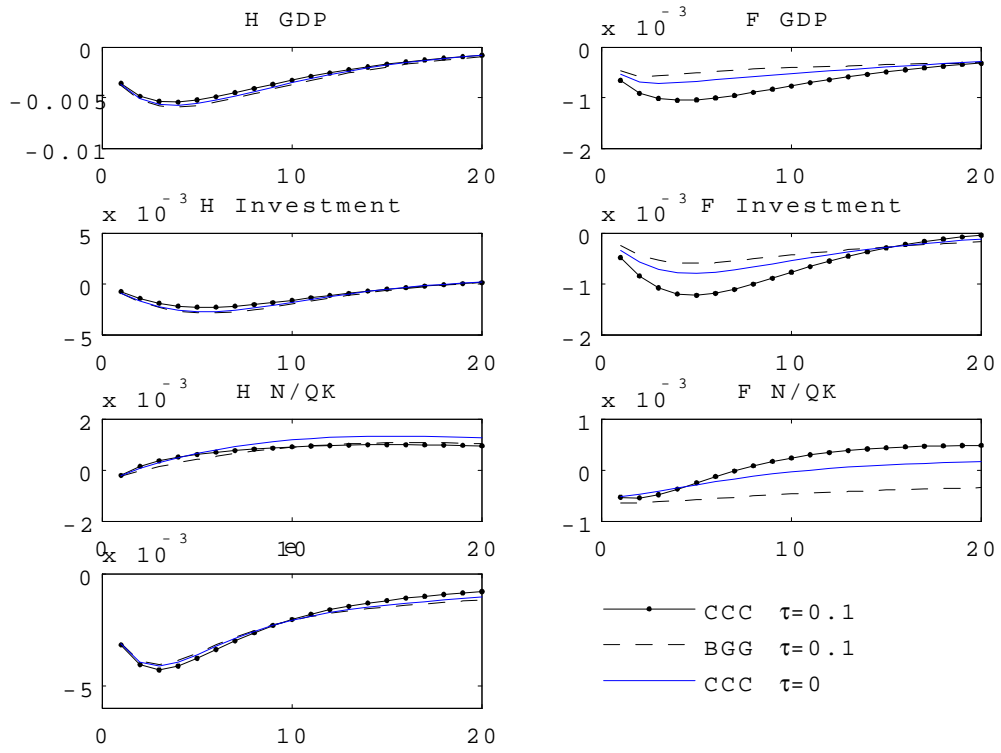 H GDP
0
-0.005
-0.01
0 10 20
x 10^-3
F GDP
0
-1
-2
0 10 20
x 10^-3
H Investment
5
0
-5
0 10 20
x 10^-3
F Investment
0
-1
-2
0 10 20
x 10^-3
H N/QK
2
0
-2
0 10 20
x 10^-3
F N/QK
1
0
-1
0 10 20
x 10^-3
e
0
-5
0 10 20
CCC τ=0.1
BGG τ=0.1
CCC τ=0